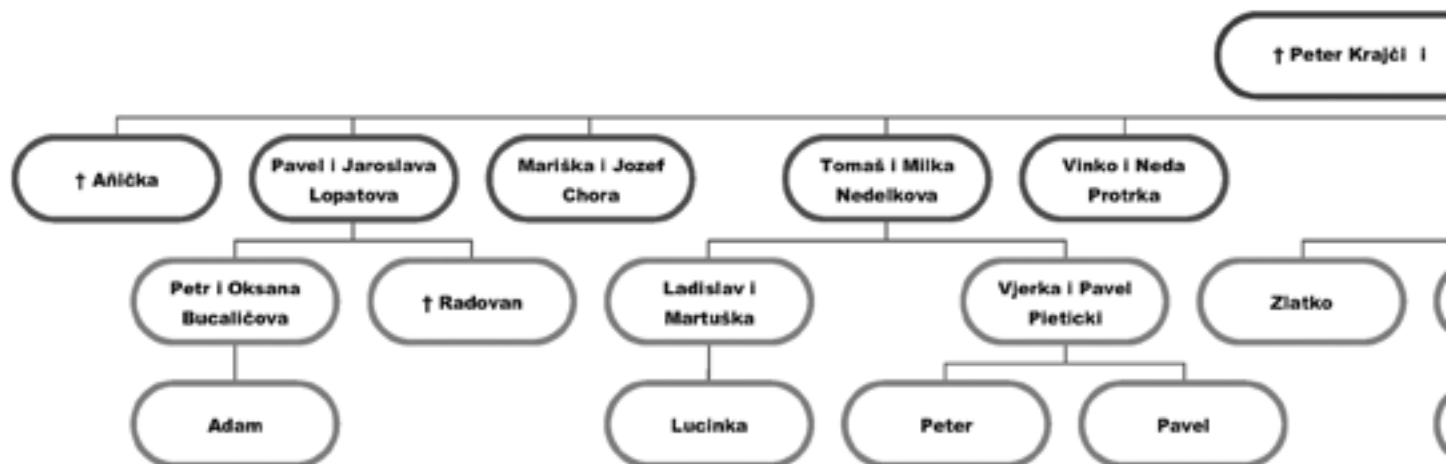 † Peter Krajči i
† Aňička
Pavel i Jaroslava
Lopatova
Mariška i Jozef
Chora
Tomaš i Milka
Nedelkova
Vinko i Neda
Protrka
Petr i Oksana
Bucaličova
† Radovan
Ladislav i
Martuška
Vjerka i Pavel
Pieticki
Zlatko
Adam
Lucinka
Peter
Pavel